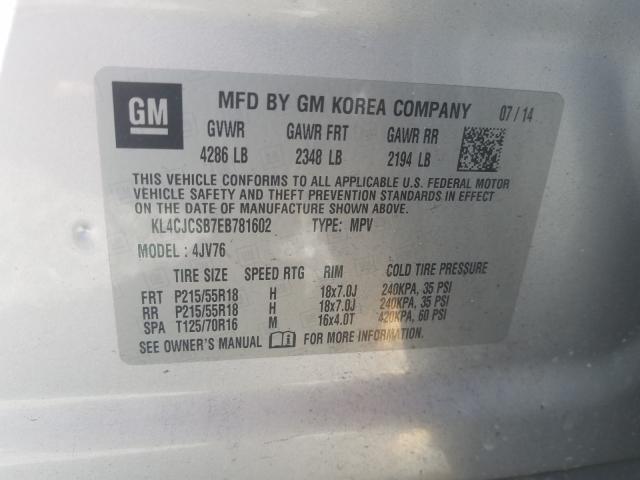 GM MFD BY GM KOREA COMPANY 07/14
GVWR GAWR FRT GAWR RR
4286 LB 2348 LB 2194 LB
THIS VEHICLE CONFORMS TO ALL APPLICABLE U.S. FEDERAL MOTOR
VEHICLE SAFETY AND THEFT PREVENTION STANDARDS IN EFFECT
ON THE DATE OF MANUFACTURE SHOWN ABOVE.
KL4CJCSB7EB781602 TYPE: MPV
MODEL: 4JV76
TIRE SIZE SPEED RTG RIM COLD TIRE PRESSURE
FRT P215/55R18 H 18x7.0J 240KPA, 35 PSI
RR P215/55R18 H 18x7.0J 240KPA, 35 PSI
SPA T125/70R16 M 16x4.0T 420KPA, 60 PSI
SEE OWNER'S MANUAL FOR MORE INFORMATION.